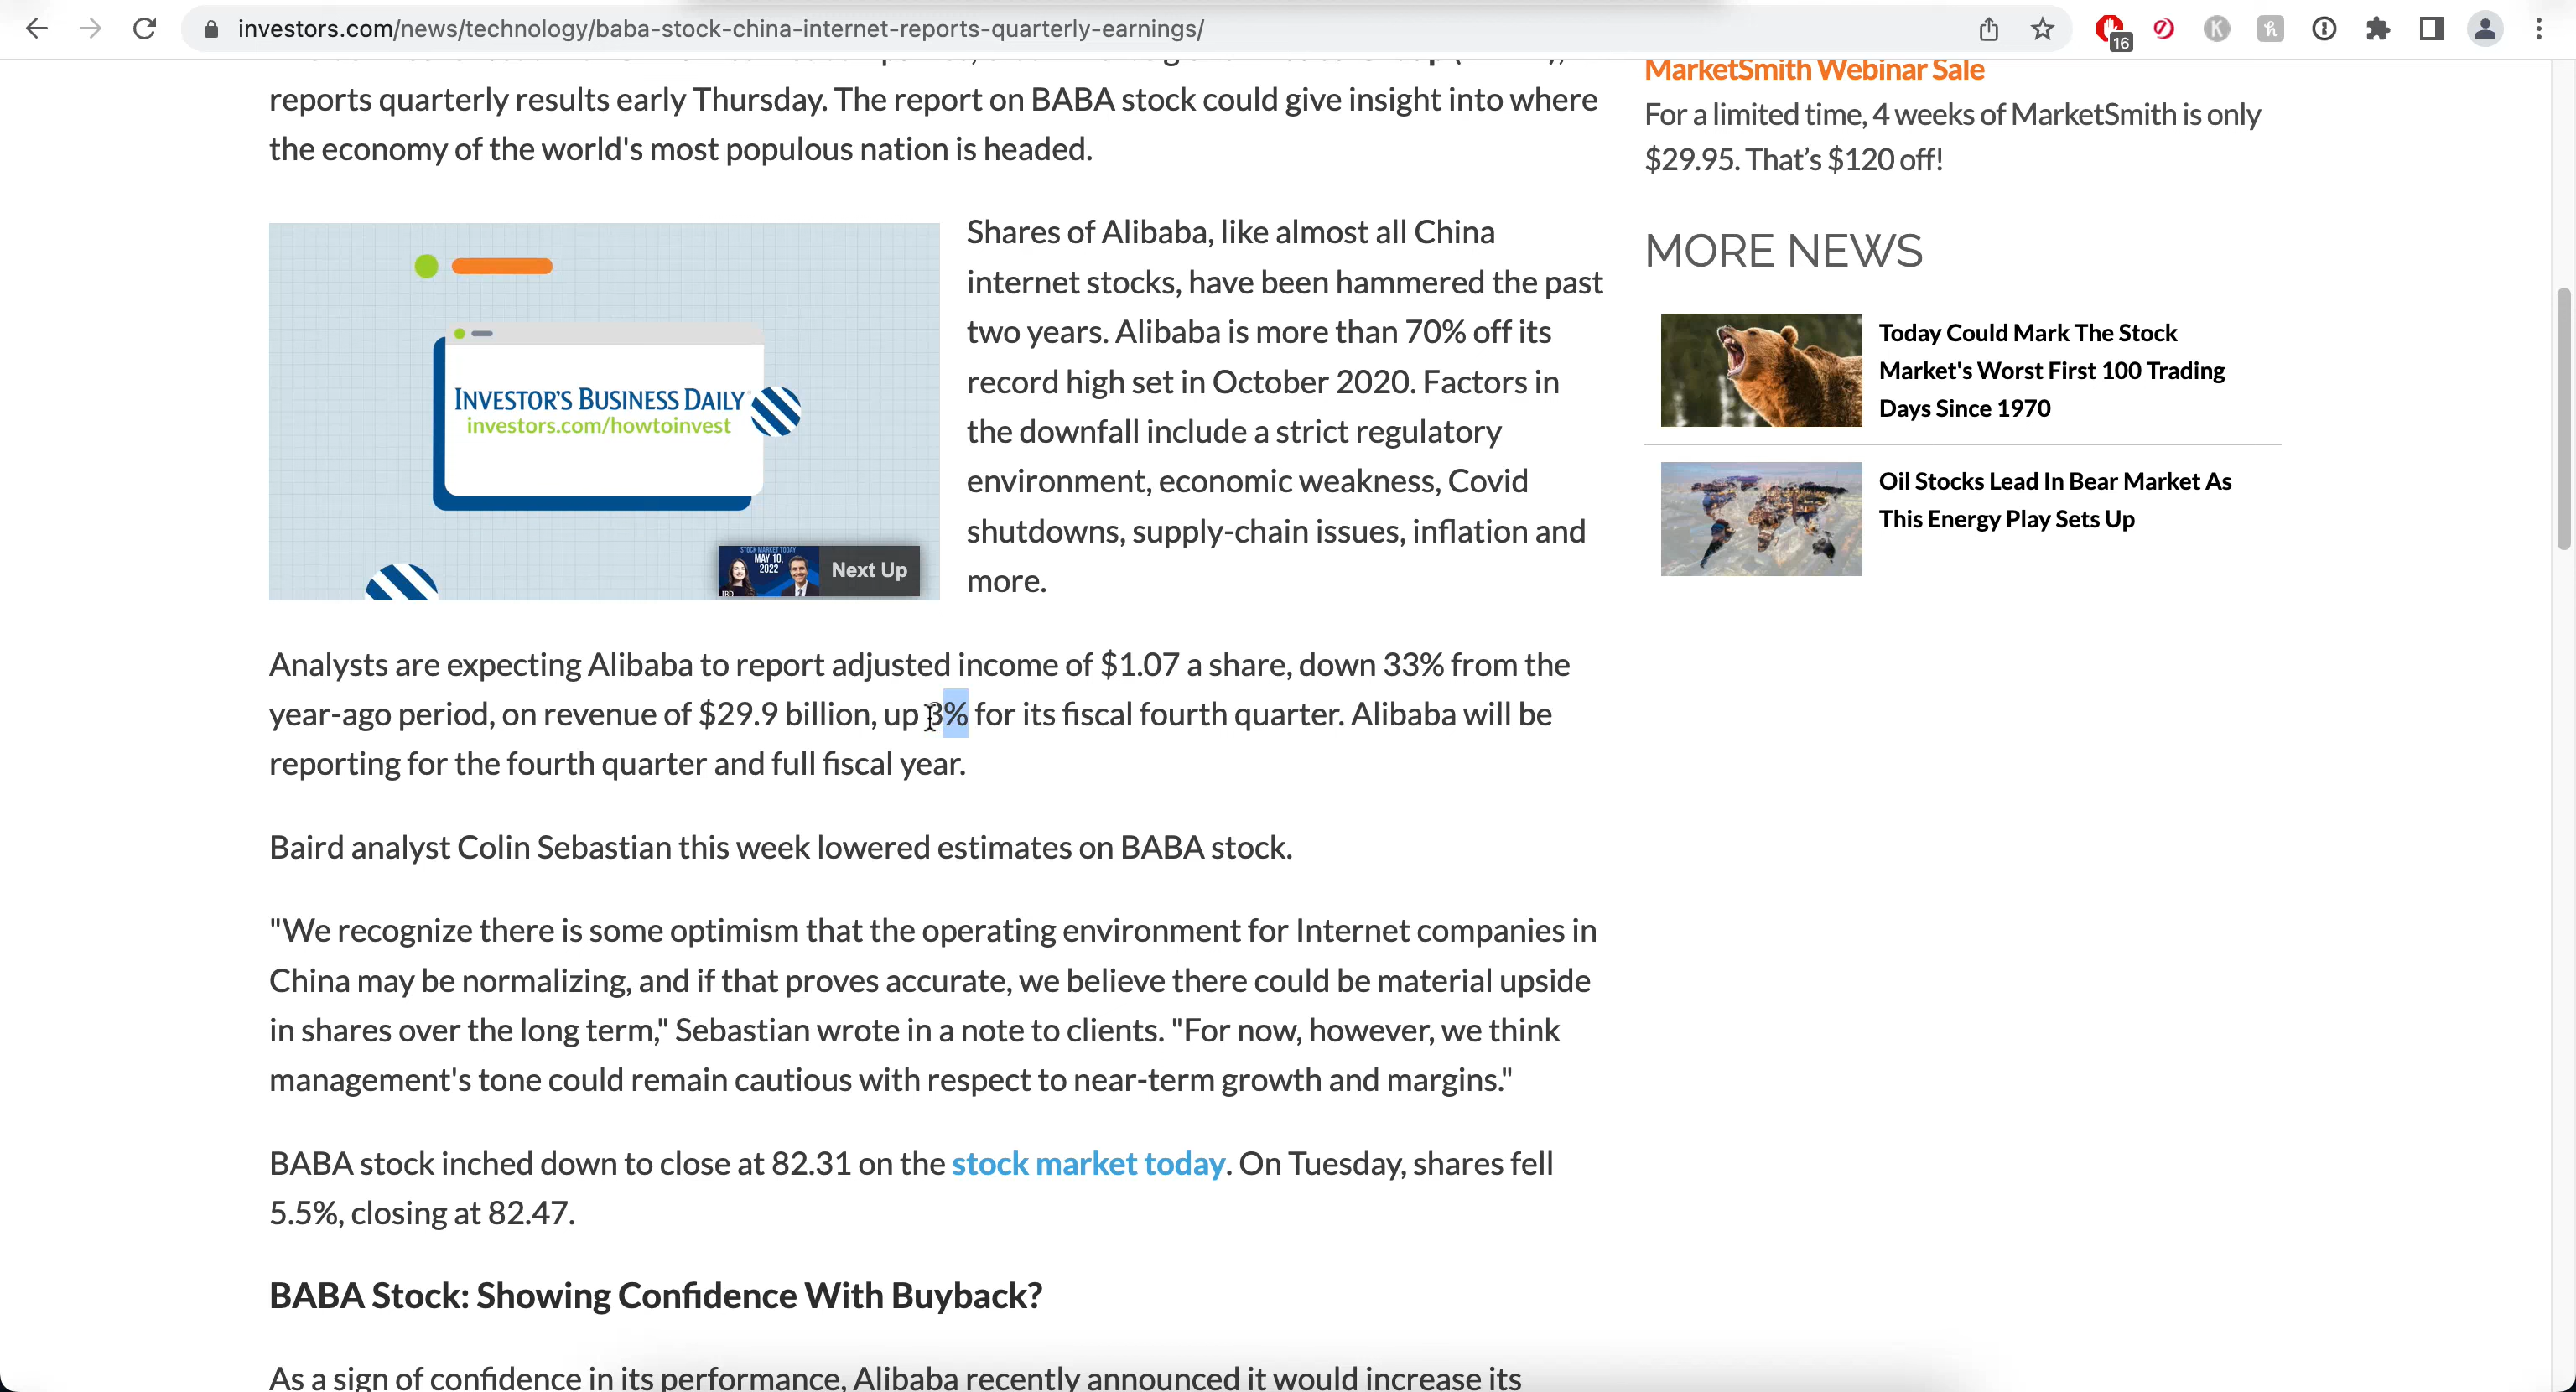 investors.com/news/technology/baba-stock-china-internet-reports-quarterly-earnings/
16
reports quarterly results early Thursday. The report on BABA stock could give insight into where
the economy of the world's most populous nation is headed.
INVESTOR'S BUSINESS DAILY
investors.com/howtoinvest
STOCK MARKET TODAY
MAY 10,
2022
IBD
Next Up
Shares of Alibaba, like almost all China
internet stocks, have been hammered the past
two years. Alibaba is more than 70% off its
record high set in October 2020. Factors in
the downfall include a strict regulatory
environment, economic weakness, Covid
shutdowns, supply-chain issues, inflation and
more.
Analysts are expecting Alibaba to report adjusted income of $1.07 a share, down 33% from the
year-ago period, on revenue of $29.9 billion, up 3% for its fiscal fourth quarter. Alibaba will be
reporting for the fourth quarter and full fiscal year.
Baird analyst Colin Sebastian this week lowered estimates on BABA stock.
"We recognize there is some optimism that the operating environment for Internet companies in
China may be normalizing, and if that proves accurate, we believe there could be material upside
in shares over the long term," Sebastian wrote in a note to clients. "For now, however, we think
management's tone could remain cautious with respect to near-term growth and margins."
BABA stock inched down to close at 82.31 on the stock market today. On Tuesday, shares fell
5.5%, closing at 82.47.
BABA Stock: Showing Confidence With Buyback?
As a sign of confidence in its performance, Alibaba recently announced it would increase its
MarketSmith Webinar Sale
For a limited time, 4 weeks of MarketSmith is only
$29.95. That's $120 off!
MORE NEWS
Today Could Mark The Stock
Market's Worst First 100 Trading
Days Since 1970
Oil Stocks Lead In Bear Market As
This Energy Play Sets Up